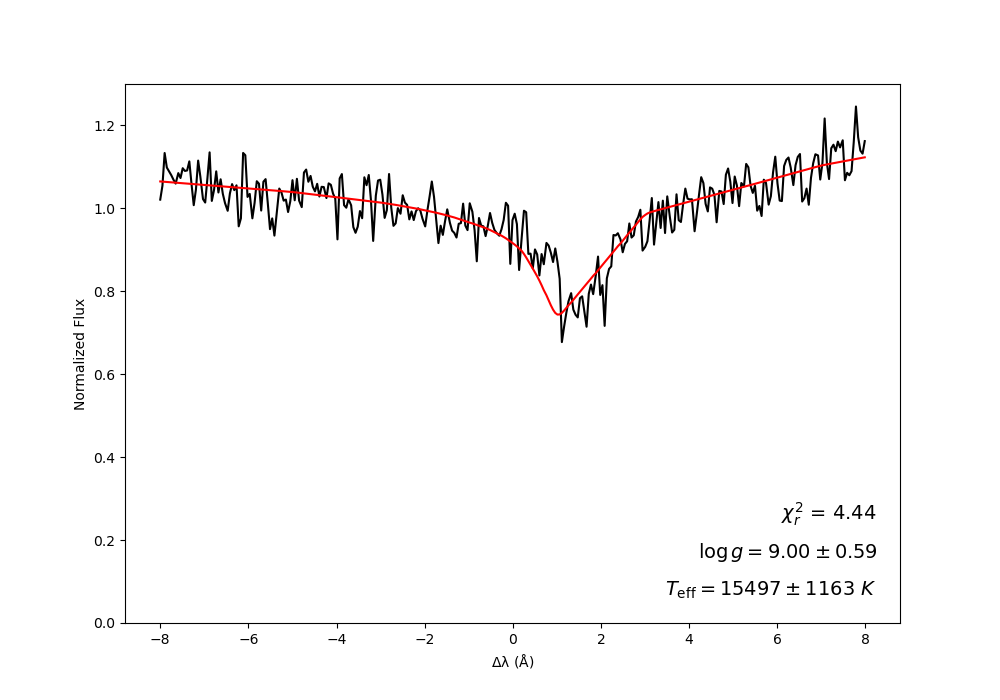 1.2
1.0
0.8
0.6
0.4
0.2
0.0
Normalized Flux
χ²ᵣ = 4.44
log g = 9.00 ± 0.59
T_eff = 15497 ± 1163 K
−8 −6 −4 −2 0 2 4 6 8
Δλ (Å)